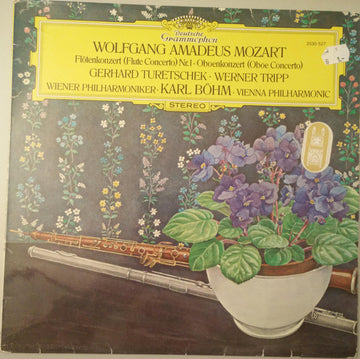 Deutsche
Grammophon
2530 527
WOLFGANG AMADEUS MOZART
Flötenkonzert (Flute Concerto) Nr. 1 · Oboenkonzert (Oboe Concerto)
GERHARD TURETSCHEK · WERNER TRIPP
WIENER PHILHARMONIKER · KARL BÖHM · VIENNA PHILHARMONIC
STEREO